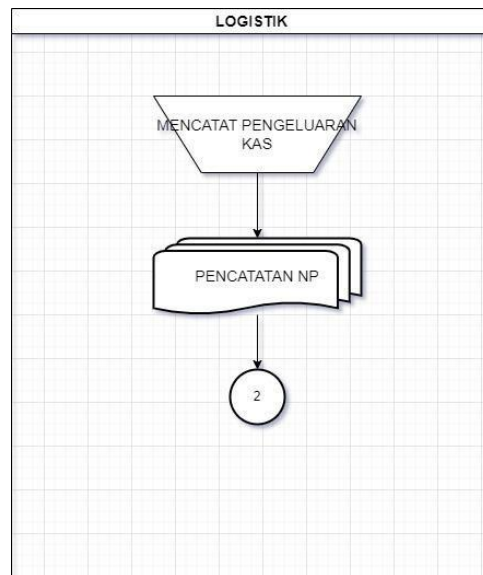 LOGISTIK
MENCATAT PENGELUARAN
KAS
PENCATATAN NP
2